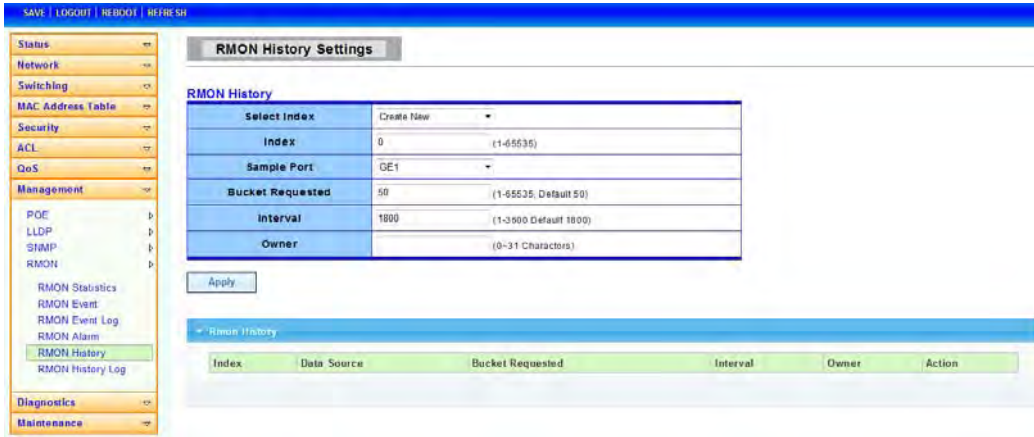 SAVE | LOGOUT | REBOOT | REFRESH
Status
Network
Switching
MAC Address Table
Security
ACL
QoS
Management
POE
LLDP
SNMP
RMON
RMON Statistics
RMON Event
RMON Event Log
RMON Alarm
RMON History
RMON History Log
Diagnostics
Maintenance
RMON History Settings
RMON History
Select Index Create New
Index 0 (1-65535)
Sample Port GE1
Bucket Requested 50 (1-65535, Default 50)
Interval 1800 (1-3600 Default 1800)
Owner (0~31 Characters)
Apply
Rmon History
Index Data Source Bucket Requested Interval Owner Action